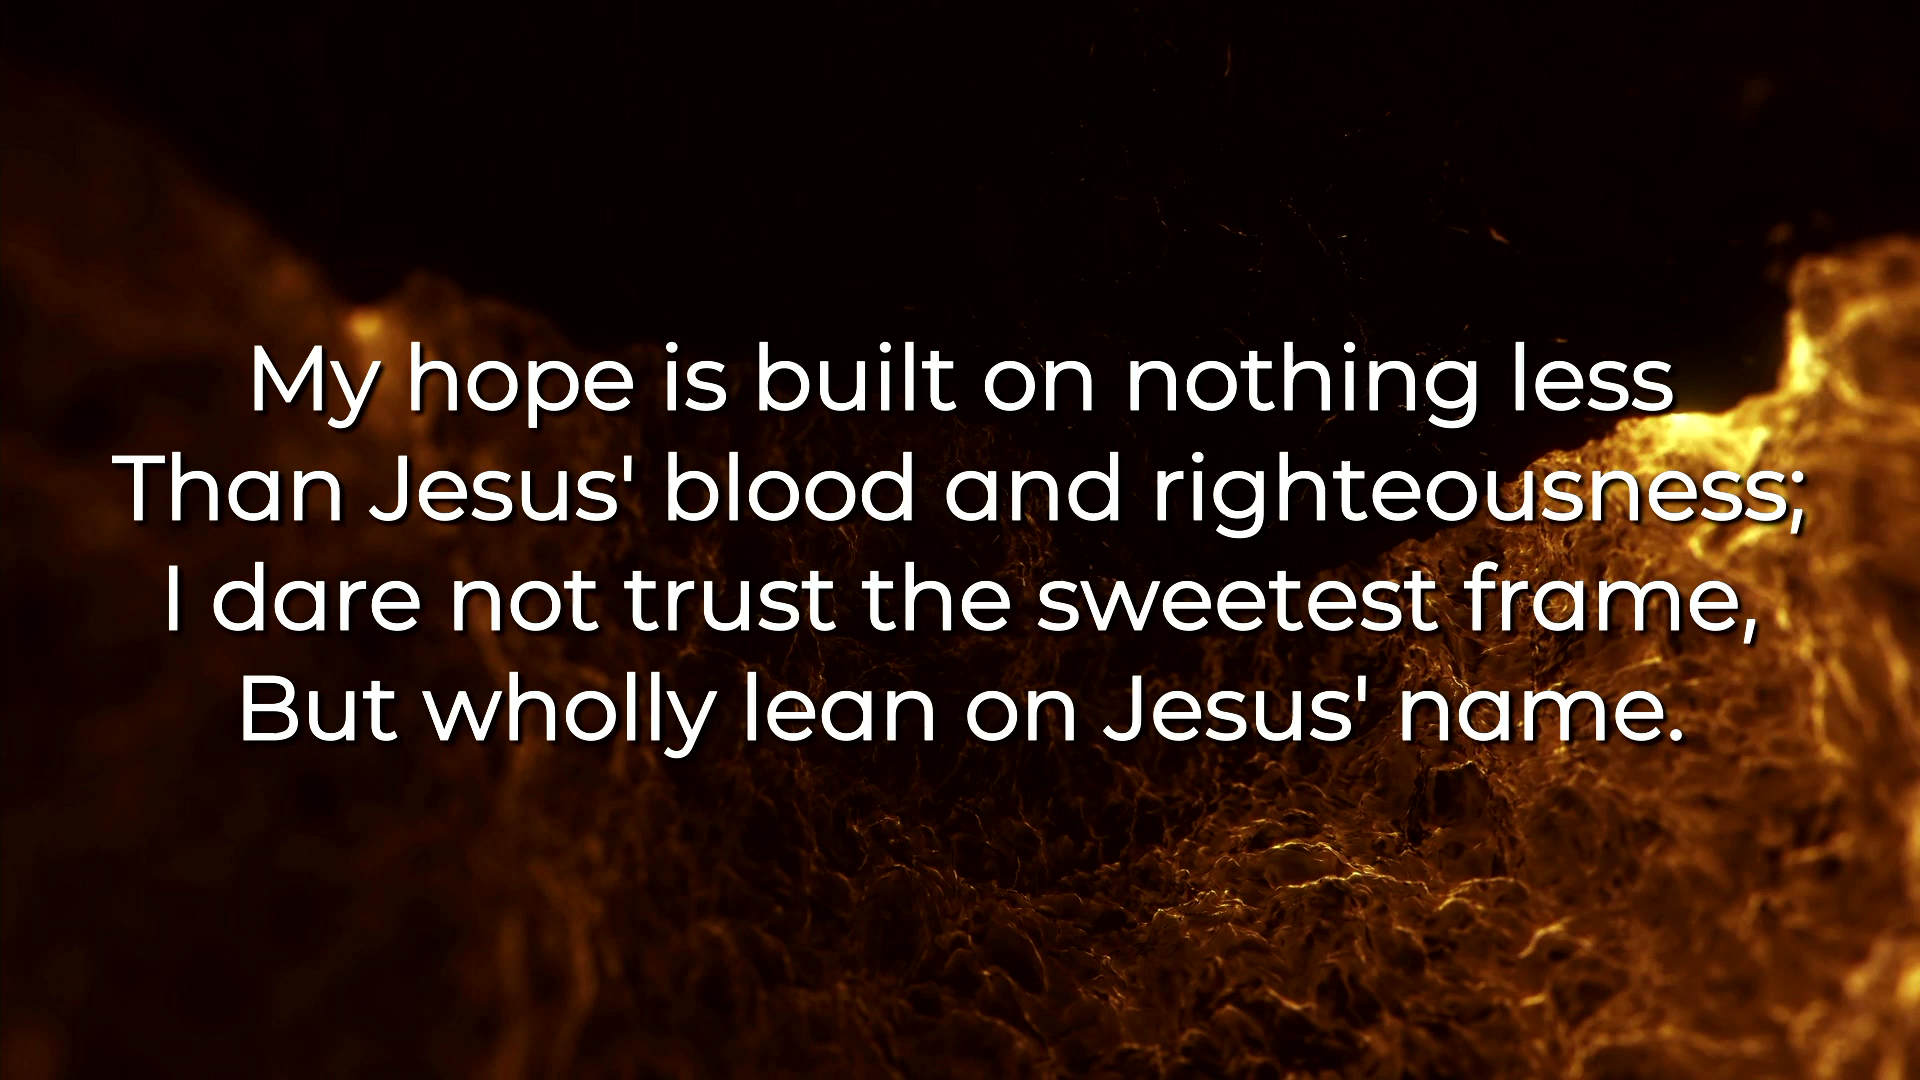 My hope is built on nothing less
Than Jesus' blood and righteousness;
I dare not trust the sweetest frame,
But wholly lean on Jesus' name.